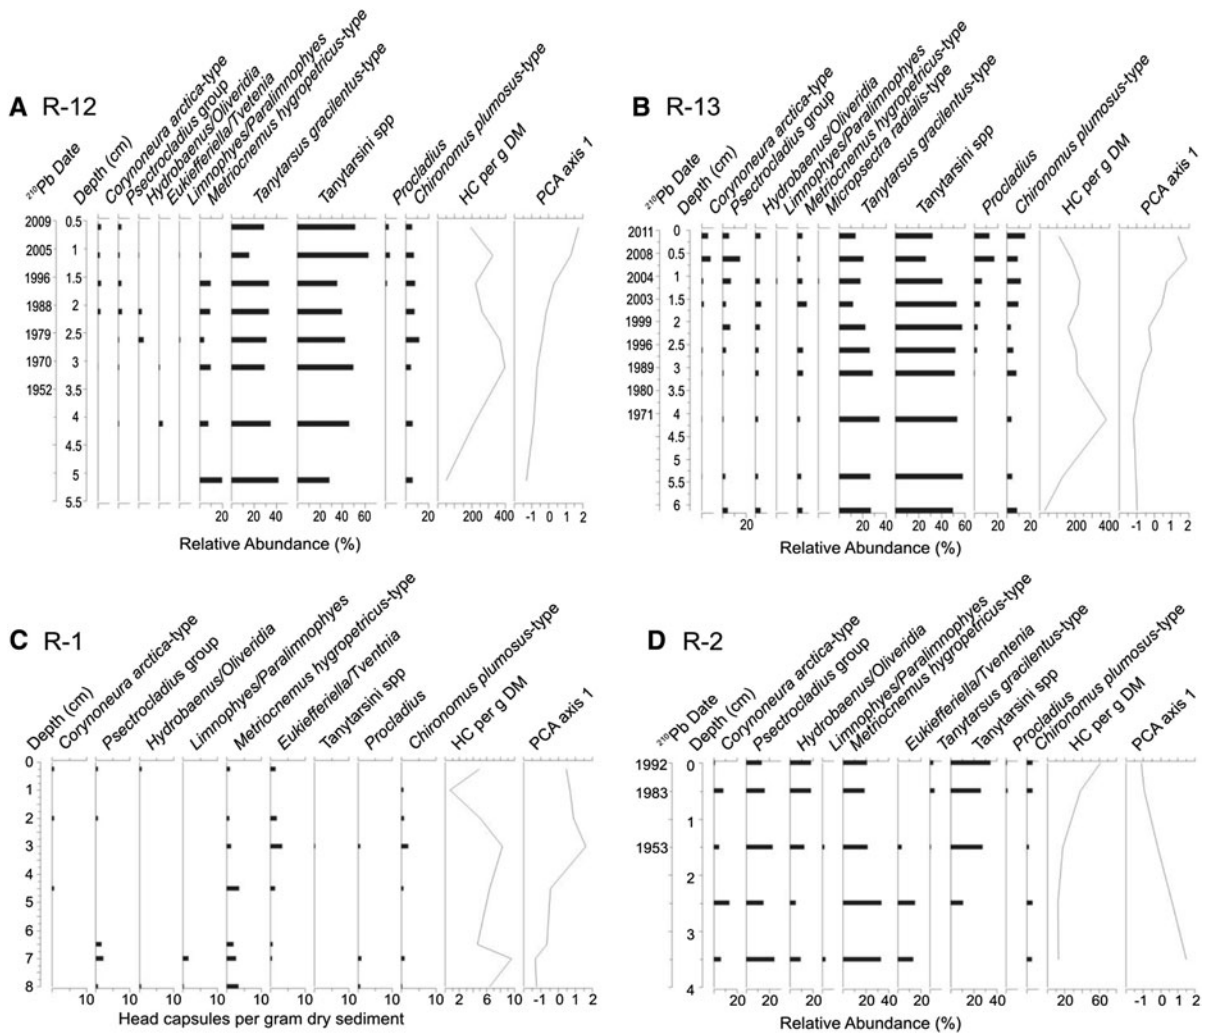 A R-12
²¹⁰Pb Date
Depth (cm)
Corynoneura arctica-type
Psectrocladius group
Hydrobaenus/Oliveridia
Eukiefferiella/Tvetenia
Limnophyes/Paralimnophyes
Metriocnemus hygropetricus-type
Tanytarsus gracilentus-type
Tanytarsini spp
Procladius
Chironomus plumosus-type
HC per g DM
PCA axis 1
2009
2005
1996
1988
1979
1970
1952
0.5
1
1.5
2
2.5
3
3.5
4
4.5
5
5.5
20 20 40 20 40 60 20 200 400 -1 0 1 2
Relative Abundance (%)
B R-13
²¹⁰Pb Date
Depth (cm)
Corynoneura arctica-type
Psectrocladius group
Hydrobaenus/Oliveridia
Limnophyes/Paralimnophyes
Metriocnemus hygropetricus-type
Micropsectra radialis-type
Tanytarsus gracilentus-type
Tanytarsini spp
Procladius
Chironomus plumosus-type
HC per g DM
PCA axis 1
2011
2008
2004
2003
1999
1996
1989
1980
1971
0
0.5
1
1.5
2
2.5
3
3.5
4
4.5
5
5.5
6
20 20 40 20 40 60 20 20 200 400 -1 0 1 2
Relative Abundance (%)
C R-1
Depth (cm)
Corynoneura arctica-type
Psectrocladius group
Hydrobaenus/Oliveridia
Limnophyes/Paralimnophyes
Metriocnemus hygropetricus-type
Eukiefferiella/Tventnia
Tanytarsini spp
Procladius
Chironomus plumosus-type
HC per g DM
PCA axis 1
0
1
2
3
4
5
6
7
8
10 10 10 10 10 10 10 10 10 2 6 10 -1 0 1 2
Head capsules per gram dry sediment
D R-2
²¹⁰Pb Date
Depth (cm)
Corynoneura arctica-type
Psectrocladius group
Hydrobaenus/Oliveridia
Limnophyes/Paralimnophyes
Metriocnemus hygropetricus-type
Eukiefferiella/Tventenia
Tanytarsus gracilentus-type
Tanytarsini spp
Procladius
Chironomus plumosus-type
HC per g DM
PCA axis 1
1992
1983
1953
0
1
2
3
4
20 20 20 20 20 20 40 20 20 60 -1 0 1 2
Relative Abundance (%)